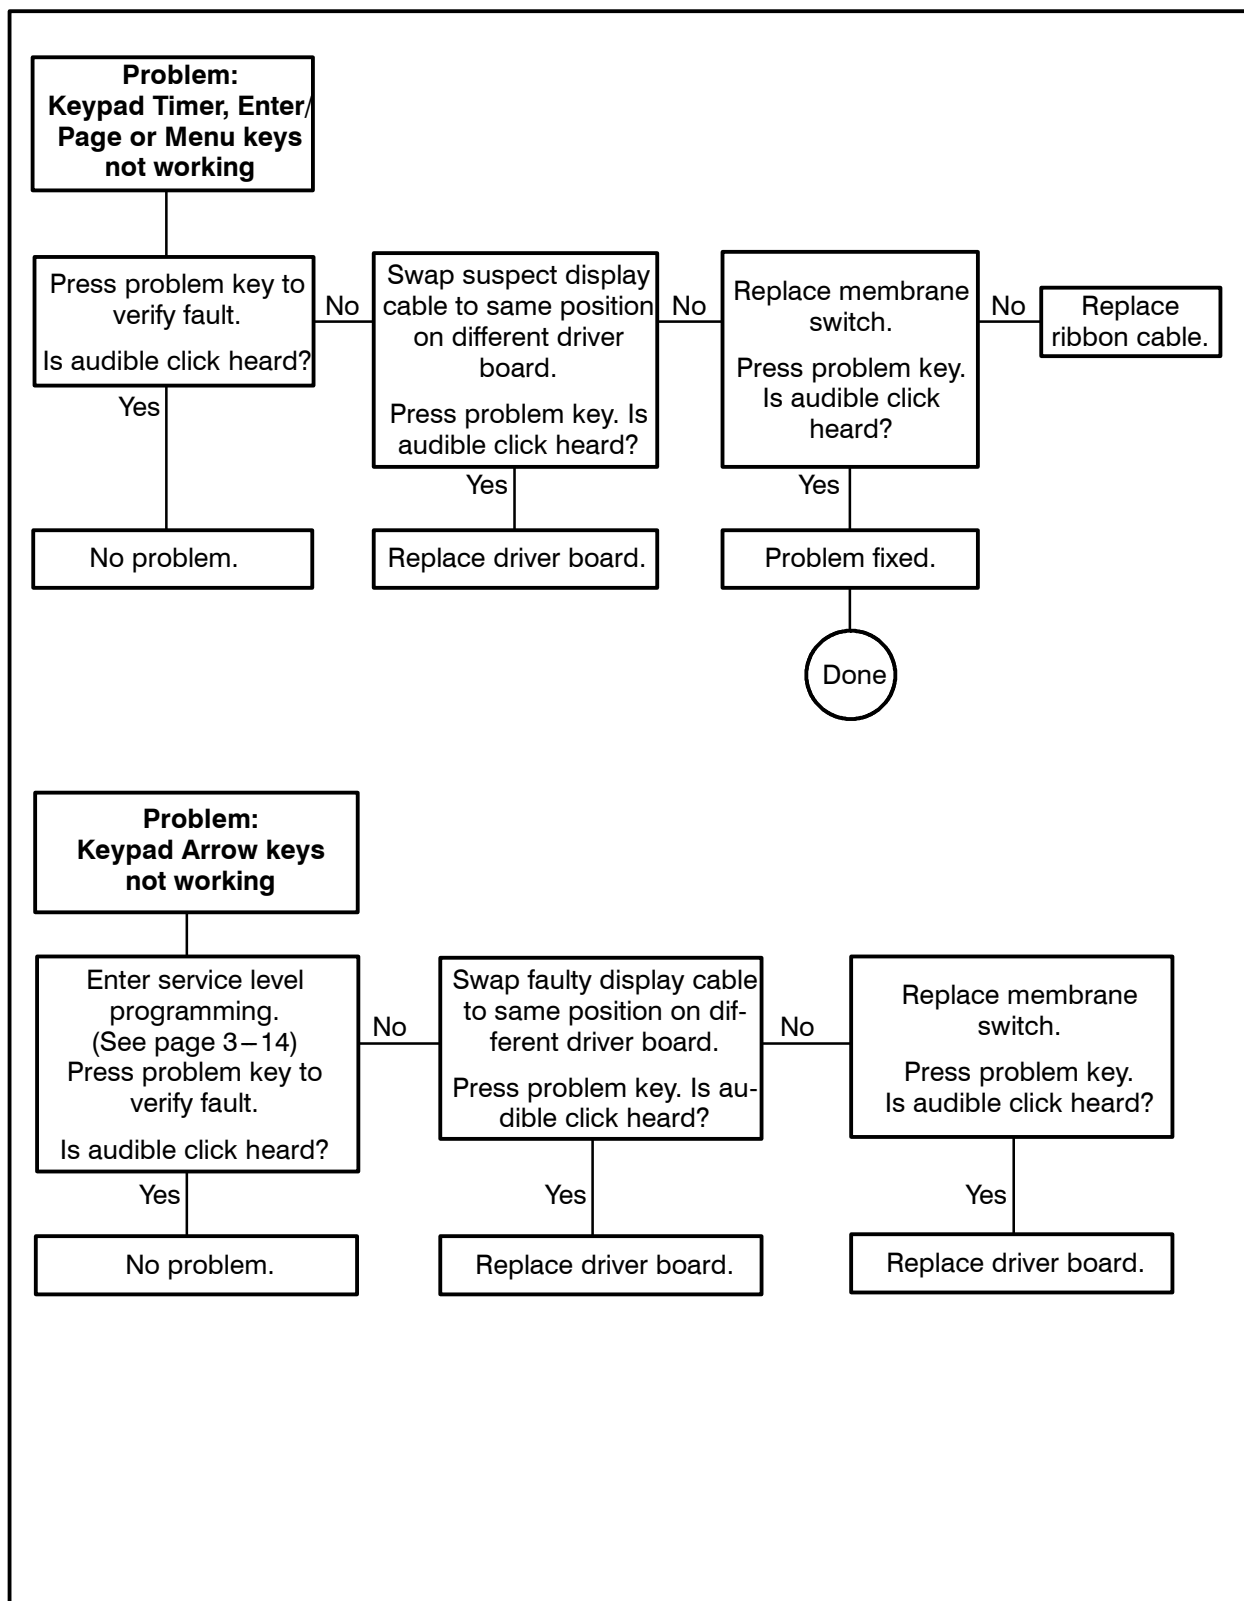 Problem:
Keypad Timer, Enter/
Page or Menu keys
not working
Press problem key to
verify fault.
Is audible click heard?
No
Swap suspect display
cable to same position
on different driver
board.
Press problem key. Is
audible click heard?
No
Replace membrane
switch.
Press problem key.
Is audible click
heard?
No
Replace
ribbon cable.
Yes
Yes
Yes
No problem.
Replace driver board.
Problem fixed.
Done
Problem:
Keypad Arrow keys
not working
Enter service level
programming.
(See page 3–14)
Press problem key to
verify fault.
Is audible click heard?
No
Swap faulty display cable
to same position on dif-
ferent driver board.
Press problem key. Is au-
dible click heard?
No
Replace membrane
switch.
Press problem key.
Is audible click heard?
Yes
Yes
Yes
No problem.
Replace driver board.
Replace driver board.